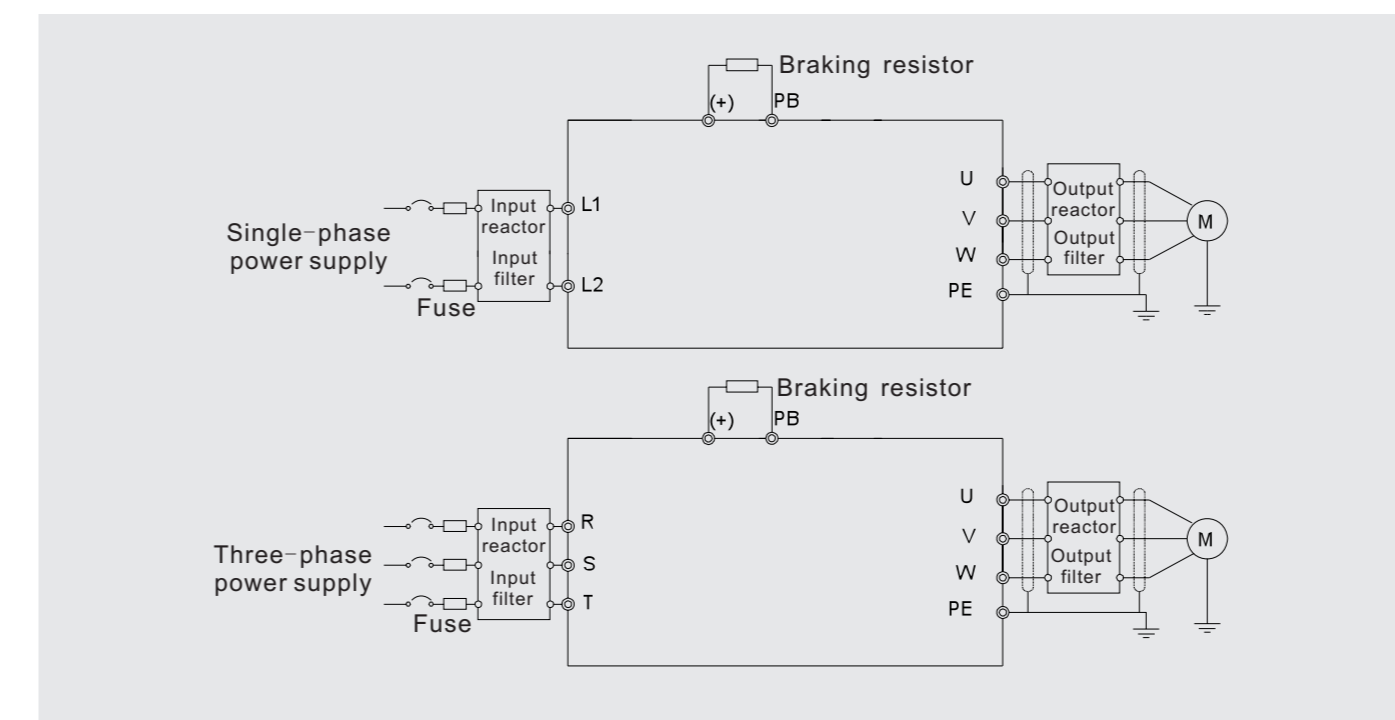 Braking resistor
(+) PB
Single-phase
power supply
Fuse
Input
reactor
Input
filter
L1
L2
U
V
W
PE
Output
reactor
Output
filter
M
Braking resistor
(+) PB
Three-phase
power supply
Fuse
Input
reactor
Input
filter
R
S
T
U
V
W
PE
Output
reactor
Output
filter
M